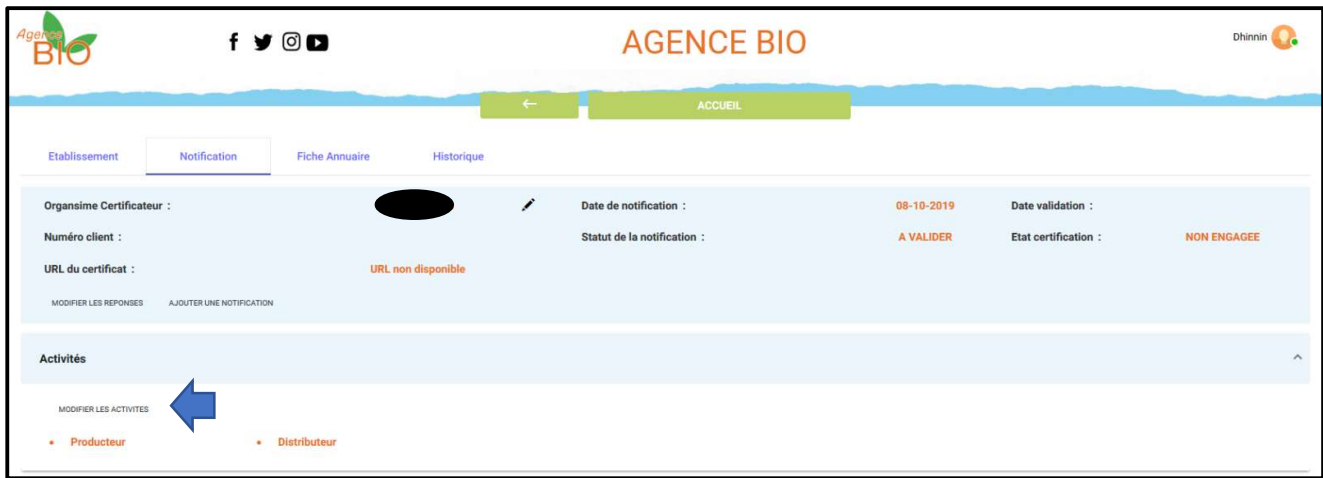 Agence
BIO
AGENCE BIO
Dhinnin
← ACCUEIL
Etablissement Notification Fiche Annuaire Historique
Organsime Certificateur : Date de notification : 08-10-2019 Date validation :
Numéro client : Statut de la notification : A VALIDER Etat certification : NON ENGAGEE
URL du certificat : URL non disponible
MODIFIER LES REPONSES AJOUTER UNE NOTIFICATION
Activités
MODIFIER LES ACTIVITES
• Producteur • Distributeur